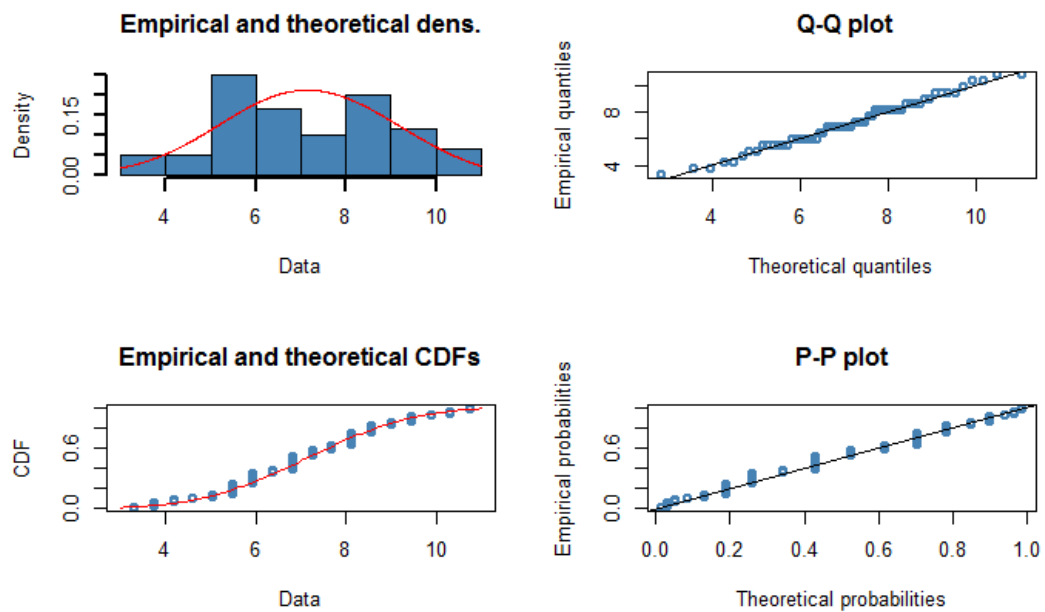 Empirical and theoretical dens.
Density
0.00 0.15
4 6 8 10
Data
Q-Q plot
Empirical quantiles
4 8
4 6 8 10
Theoretical quantiles
Empirical and theoretical CDFs
CDF
0.0 0.6
4 6 8 10
Data
P-P plot
Empirical probabilities
0.0 0.6
0.0 0.2 0.4 0.6 0.8 1.0
Theoretical probabilities